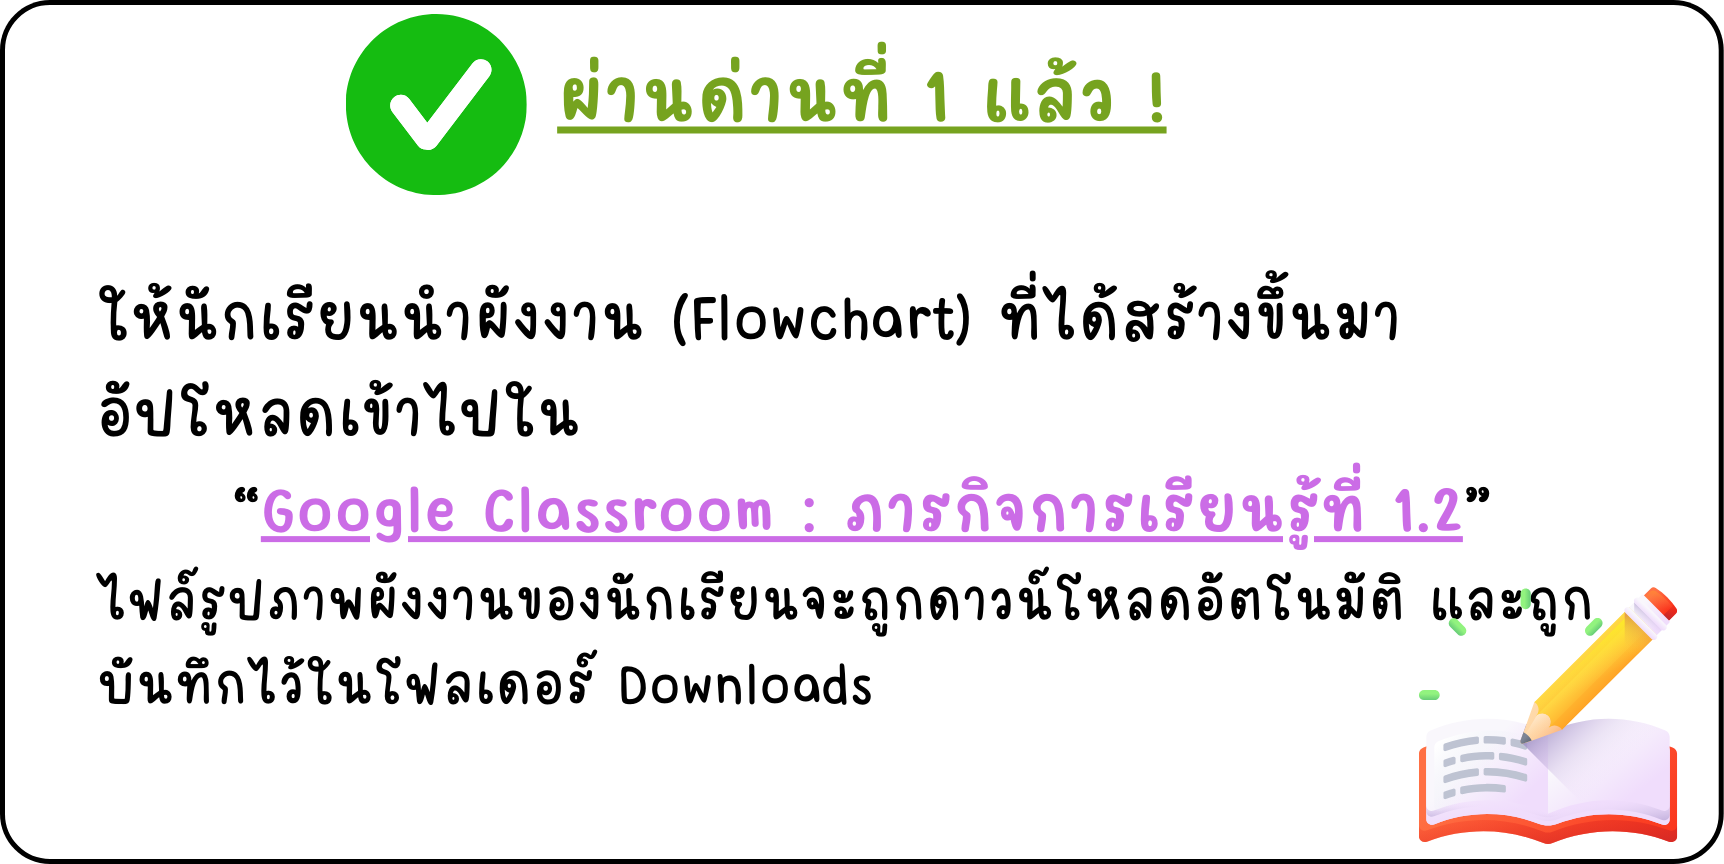 ผ่านด่านที่ 1 แล้ว !
ให้นักเรียนนำผังงาน (Flowchart) ที่ได้สร้างขึ้นมา
อัปโหลดเข้าไปใน
“Google Classroom : ภารกิจการเรียนรู้ที่ 1.2”
ไฟล์รูปภาพผังงานของนักเรียนจะถูกดาวน์โหลดอัตโนมัติ และถูก
บันทึกไว้ในโฟลเดอร์ Downloads